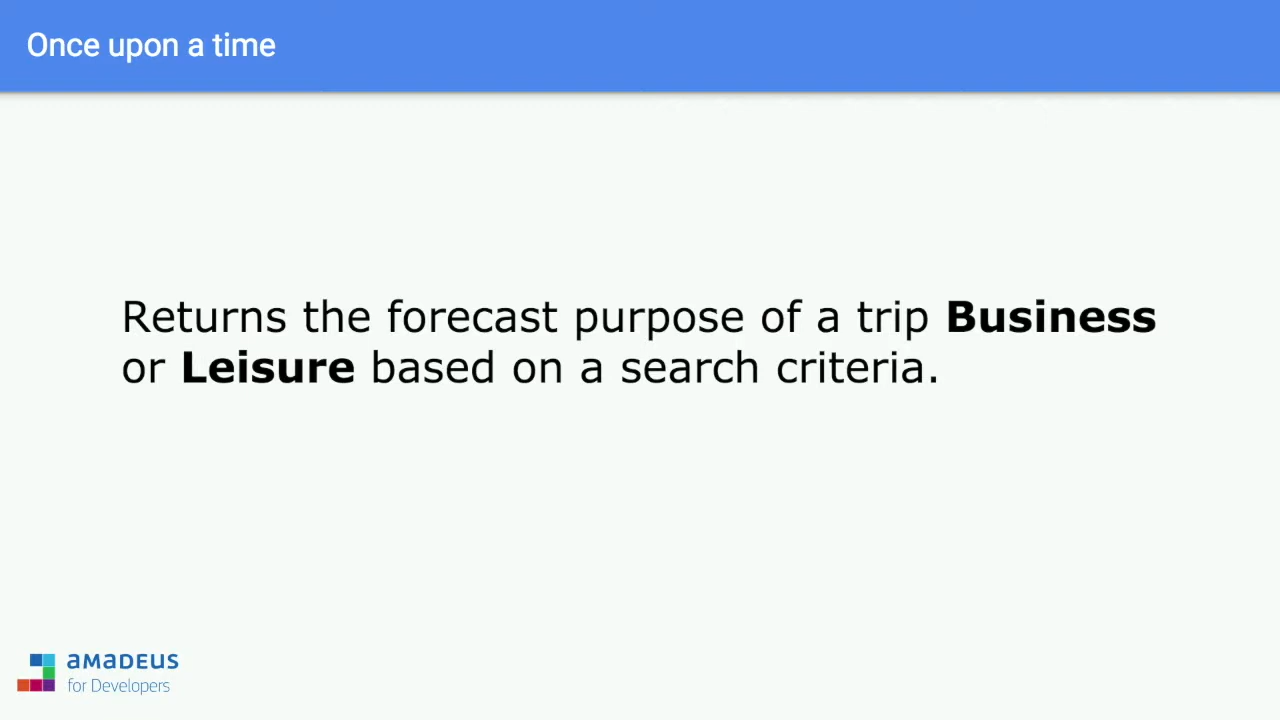 Once upon a time
Returns the forecast purpose of a trip Business
or Leisure based on a search criteria.
amadeus
for Developers